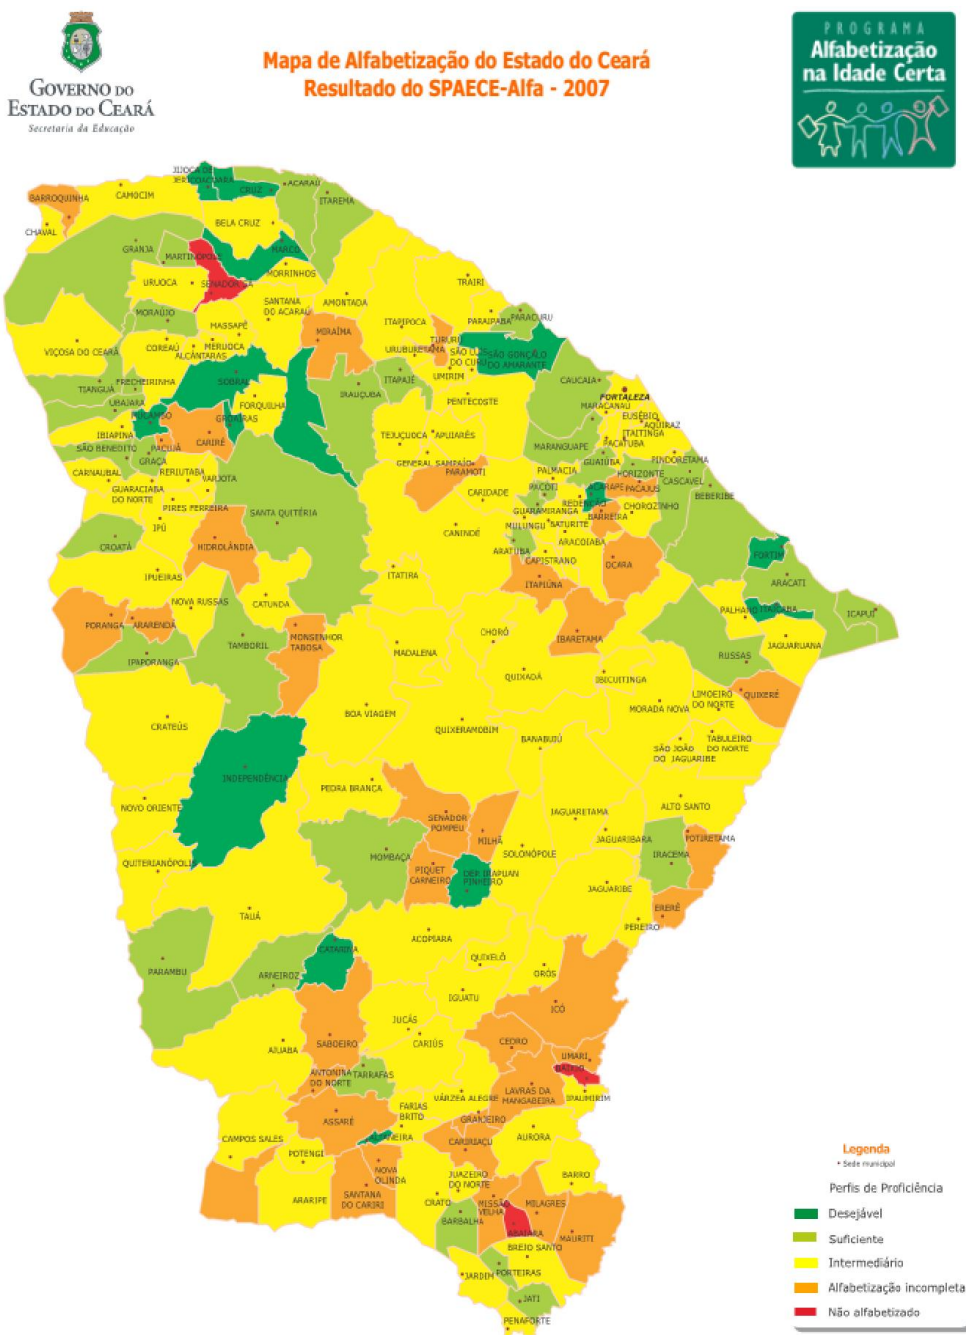 GOVERNO DO
ESTADO DO CEARÁ
Secretaria da Educação
Mapa de Alfabetização do Estado do Ceará
Resultado do SPAECE-Alfa - 2007
PROGRAMA
Alfabetização
na Idade Certa
JIJOCA DE
JERICOACOARA
CRUZ
ACARAÚ
ITAREMA
BARROQUINHA
CAMOCIM
CHAVAL
BELA CRUZ
GRANJA
MARTINÓPOLE
MARCO
MORRINHOS
URUOCA
SENADOR SÁ
SANTANA
DO ACARAÚ
AMONTADA
TRAIRI
MORAÚJO
MASSAPÊ
MIRAÍMA
ITAPIPOCA
PARAIPABA
PARACURU
VIÇOSA DO CEARÁ
COREAÚ
MERUOCA
ALCÂNTARAS
URUBURETAMA
TURURU
SÃO LUÍS
DO CURU
SÃO GONÇALO
DO AMARANTE
UMIRIM
TIANGUÁ
FRECHEIRINHA
SOBRAL
IRAUÇUBA
ITAPAJÉ
PENTECOSTE
CAUCAIA
FORTALEZA
UBAJARA
FORQUILHA
MARACANAÚ
EUSÉBIO
AQUIRAZ
MUCAMBO
GROAÍRAS
IBIAPINA
PACUJÁ
CARIRÉ
TEJUÇUOCA
APUIARÉS
ITAITINGA
PACATUBA
SÃO BENEDITO
GRAÇA
MARANGUAPE
GUAIÚBA
PINDORETAMA
CARNAUBAL
RERIUTABA
VARJOTA
GENERAL SAMPAIO
PARAMOTI
PALMÁCIA
HORIZONTE
CASCAVEL
GUARACIABA
DO NORTE
PIRES FERREIRA
CARIDADE
PACOTI
REDENÇÃO
ACARAPE
PACAJUS
BEBERIBE
GUARAMIRANGA
BARREIRA
CHOROZINHO
IPÚ
SANTA QUITÉRIA
CANINDÉ
MULUNGU
BATURITÉ
ARACOIABA
CROATÁ
HIDROLÂNDIA
ARATUBA
CAPISTRANO
OCARA
FORTIM
IPUEIRAS
ITATIRA
ITAPIÚNA
ARACATI
NOVA RUSSAS
CATUNDA
PALHANO
ITAIÇABA
ICAPUÍ
PORANGA
ARARENDÁ
MONSENHOR
TABOSA
CHORÓ
IBARETAMA
JAGUARUANA
TAMBORIL
MADALENA
RUSSAS
IPAPORANGA
QUIXADÁ
IBICUITINGA
QUIXERÉ
LIMOEIRO
DO NORTE
MORADA NOVA
BOA VIAGEM
CRATEÚS
QUIXERAMOBIM
BANABUIÚ
TABULEIRO
DO NORTE
SÃO JOÃO
DO JAGUARIBE
INDEPENDÊNCIA
PEDRA BRANCA
NOVO ORIENTE
ALTO SANTO
JAGUARETAMA
SENADOR
POMPEU
MILHÃ
JAGUARIBARA
POTIRETAMA
QUITERIANÓPOLIS
MOMBAÇA
SOLONÓPOLE
IRACEMA
PIQUET
CARNEIRO
DEP. IRAPUAN
PINHEIRO
JAGUARIBE
TAUÁ
ERERÊ
PEREIRO
ACOPIARA
CATARINA
QUIXELÔ
PARAMBU
ARNEIROZ
ORÓS
IGUATU
ICÓ
JUCÁS
CARIÚS
AIUABA
SABOEIRO
CEDRO
UMARI
BAIXIO
ANTONINA
DO NORTE
TARRAFAS
LAVRAS DA
MANGABEIRA
VÁRZEA ALEGRE
IPAUMIRIM
FARIAS
BRITO
ASSARÉ
GRANJEIRO
ALTANEIRA
CAMPOS SALES
CARIRIAÇU
AURORA
POTENGI
NOVA
OLINDA
JUAZEIRO
DO NORTE
BARRO
ARARIPE
SANTANA
DO CARIRI
CRATO
MISSÃO
VELHA
MILAGRES
BARBALHA
ABAIARA
MAURITI
BREJO SANTO
JARDIM
PORTEIRAS
JATI
PENAFORTE
Legenda
• Sede municipal
Perfis de Proficiência
Desejável
Suficiente
Intermediário
Alfabetização incompleta
Não alfabetizado